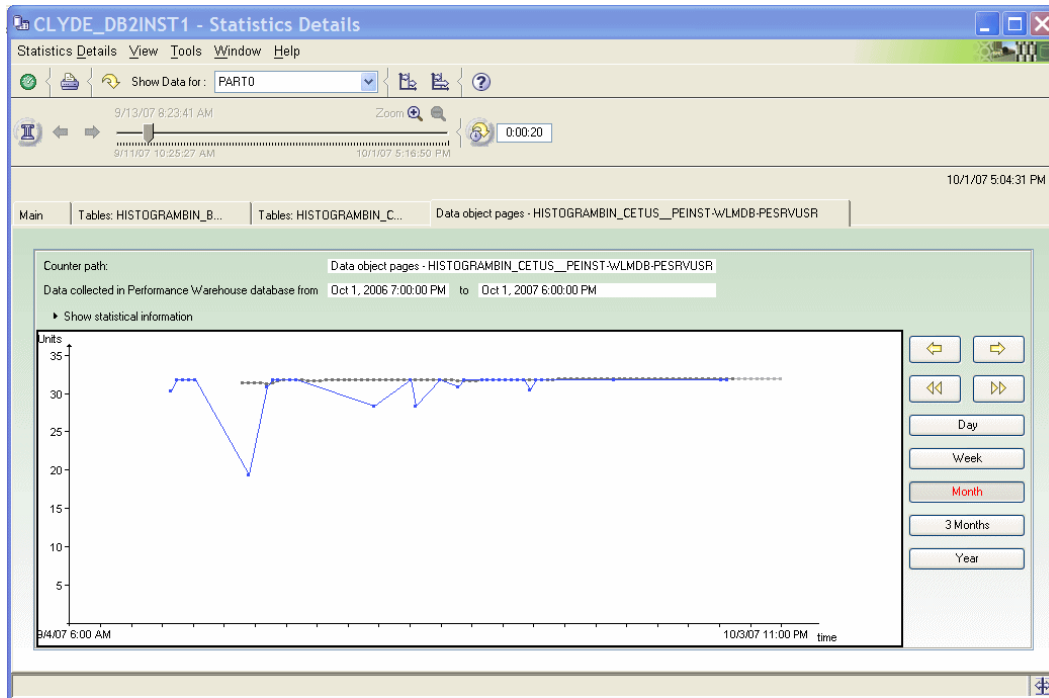 CLYDE_DB2INST1 - Statistics Details
Statistics Details View Tools Window Help
Show Data for: PART0
9/13/07 8:23:41 AM Zoom
0:00:20
9/11/07 10:25:27 AM 10/1/07 5:16:50 PM
10/1/07 5:04:31 PM
Main Tables: HISTOGRAMBIN_B... Tables: HISTOGRAMBIN_C... Data object pages - HISTOGRAMBIN_CETUS__PEINST-WLMDB-PESRVUSR
Counter path: Data object pages - HISTOGRAMBIN_CETUS__PEINST-WLMDB-PESRVUSR
Data collected in Performance Warehouse database from Oct 1, 2006 7:00:00 PM to Oct 1, 2007 6:00:00 PM
Show statistical information
Units
35
30
25
20
15
10
5
9/4/07 6:00 AM 10/3/07 11:00 PM time
Day
Week
Month
3 Months
Year